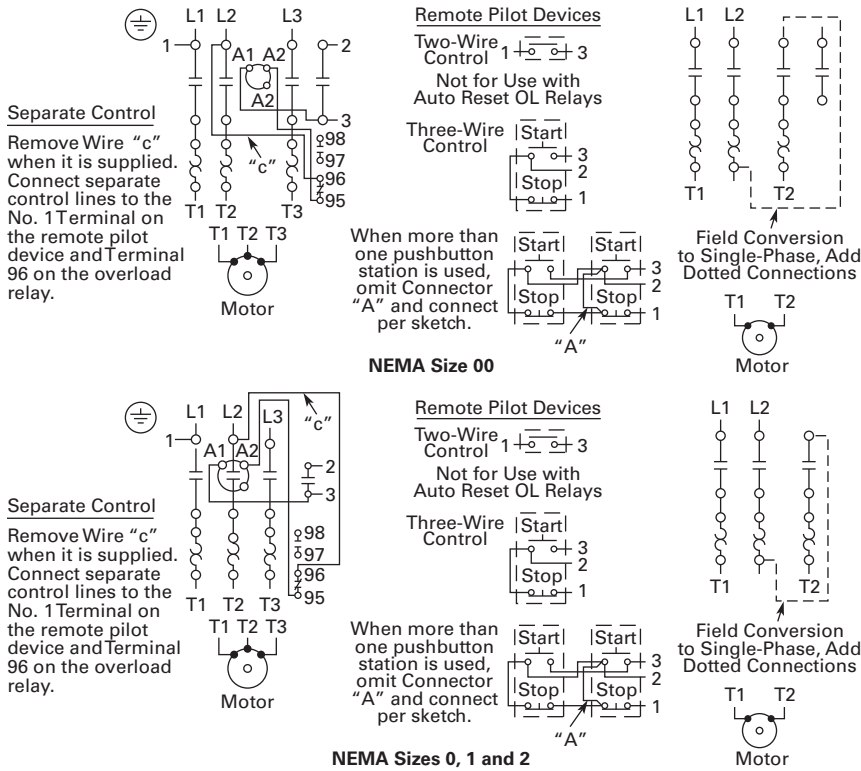 L1 L2 L3
1
2
A1 A2
A2
3
98
97
96
95
"c"
T1 T2 T3
T1 T2 T3
Motor
Separate Control
Remove Wire "c"
when it is supplied.
Connect separate
control lines to the
No. 1 Terminal on
the remote pilot
device and Terminal
96 on the overload
relay.
Remote Pilot Devices
Two-Wire
Control
1 3
Not for Use with
Auto Reset OL Relays
Three-Wire
Control
Start
3
2
Stop
1
When more than
one pushbutton
station is used,
omit Connector
"A" and connect
per sketch.
Start Start
3
2
Stop Stop
1
"A"
NEMA Size 00
L1 L2
T1 T2
Field Conversion
to Single-Phase, Add
Dotted Connections
T1 T2
Motor
L1 L2 L3
"c"
1
A1 A2
2
3
98
97
96
95
T1 T2 T3
T1 T2 T3
Motor
Separate Control
Remove Wire "c"
when it is supplied.
Connect separate
control lines to the
No. 1 Terminal on
the remote pilot
device and Terminal
96 on the overload
relay.
Remote Pilot Devices
Two-Wire
Control
1 3
Not for Use with
Auto Reset OL Relays
Three-Wire
Control
Start
3
2
Stop
1
When more than
one pushbutton
station is used,
omit Connector
"A" and connect
per sketch.
Start Start
3
2
Stop Stop
1
"A"
NEMA Sizes 0, 1 and 2
L1 L2
T1 T2
Field Conversion
to Single-Phase, Add
Dotted Connections
T1 T2
Motor